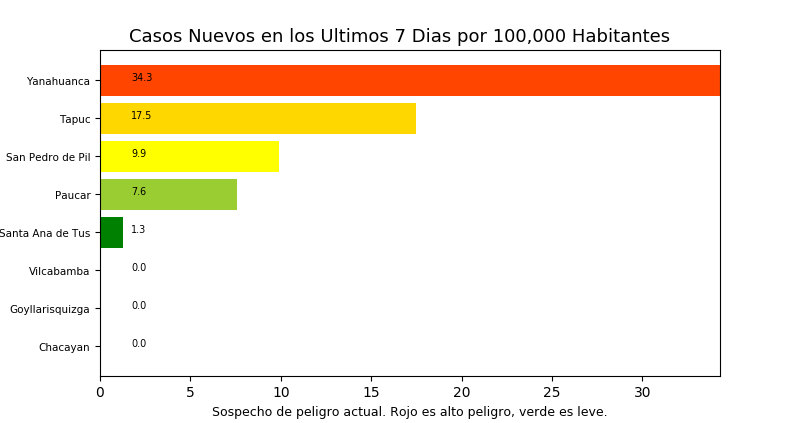 Casos Nuevos en los Ultimos 7 Dias por 100,000 Habitantes
Yanahuanca 34.3
Tapuc 17.5
San Pedro de Pil 9.9
Paucar 7.6
Santa Ana de Tus 1.3
Vilcabamba 0.0
Goyllarisquizga 0.0
Chacayan 0.0
0 5 10 15 20 25 30
Sospecho de peligro actual. Rojo es alto peligro, verde es leve.